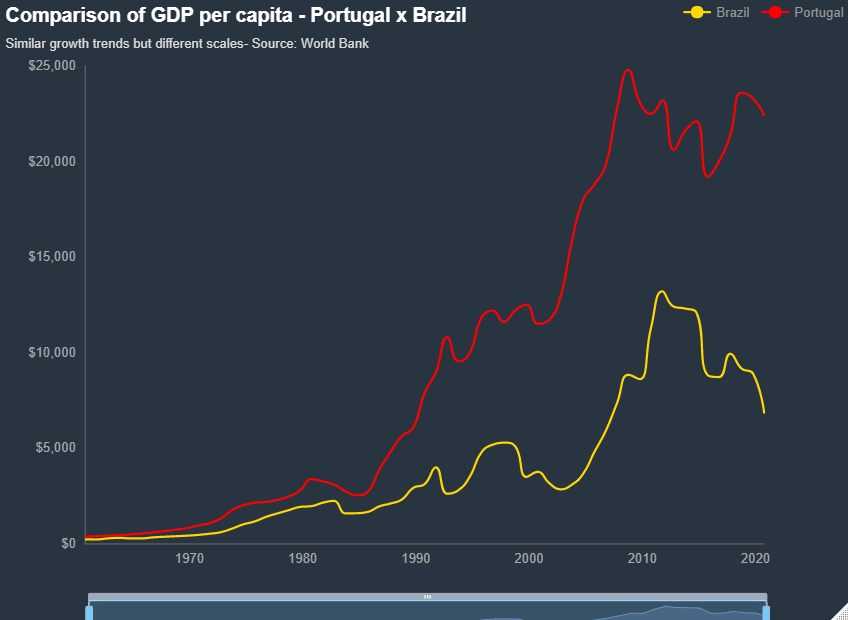 Comparison of GDP per capita - Portugal x Brazil
Brazil Portugal
Similar growth trends but different scales- Source: World Bank
$25,000
$20,000
$15,000
$10,000
$5,000
$0
1970 1980 1990 2000 2010 2020